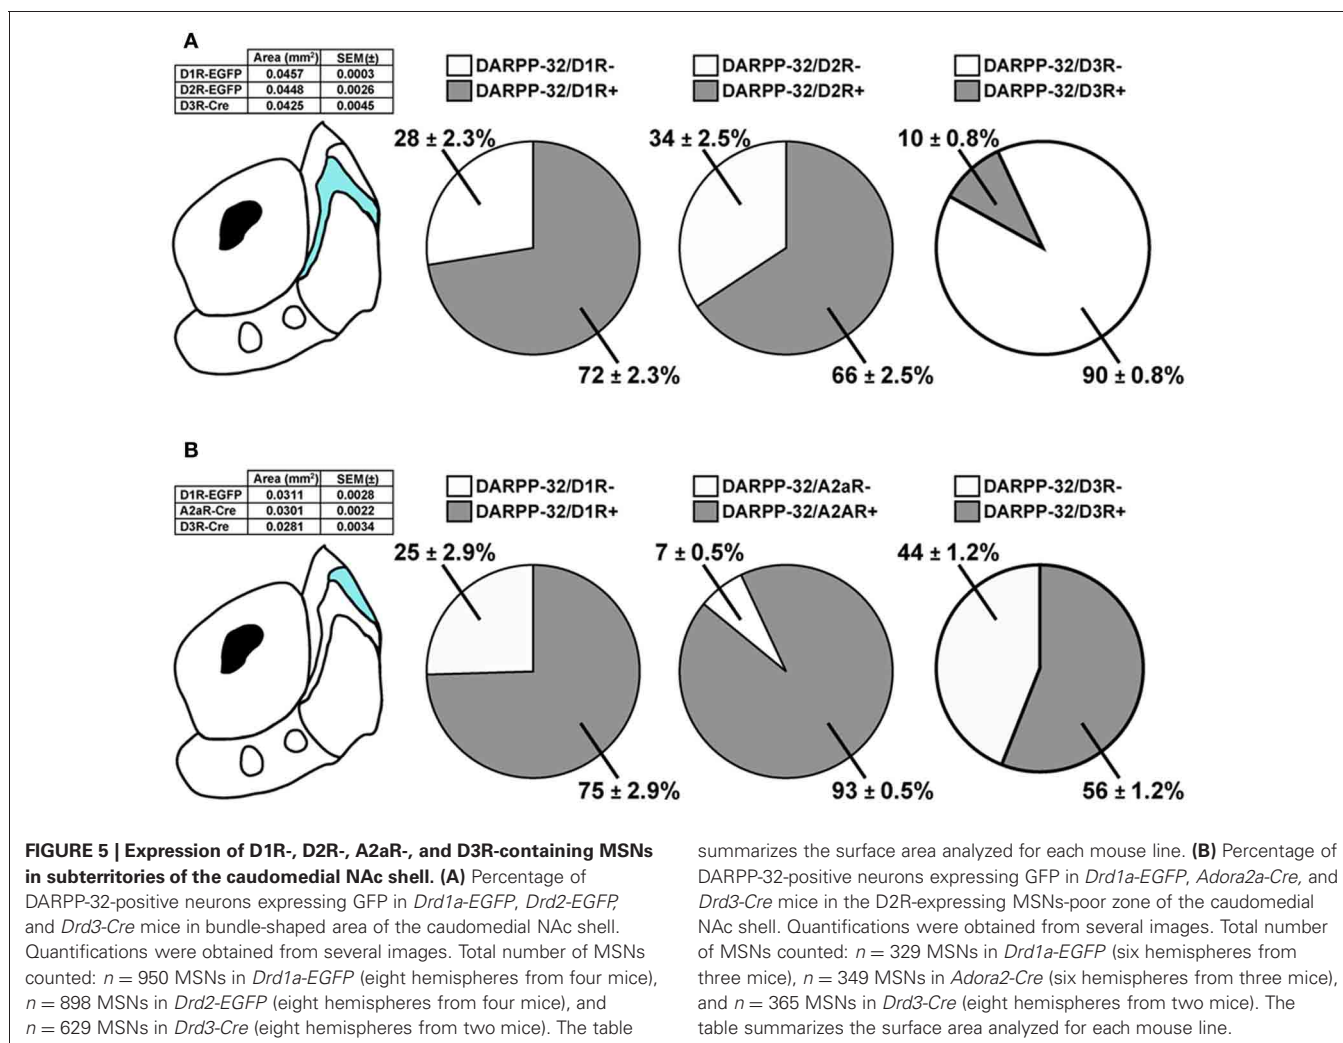 A
Area (mm²) SEM(±)
D1R-EGFP 0.0457 0.0003
D2R-EGFP 0.0448 0.0026
D3R-Cre 0.0425 0.0045
DARPP-32/D1R-
DARPP-32/D1R+
28 ± 2.3%
72 ± 2.3%
DARPP-32/D2R-
DARPP-32/D2R+
34 ± 2.5%
66 ± 2.5%
DARPP-32/D3R-
DARPP-32/D3R+
10 ± 0.8%
90 ± 0.8%
B
Area (mm²) SEM(±)
D1R-EGFP 0.0311 0.0028
A2aR-Cre 0.0301 0.0022
D3R-Cre 0.0281 0.0034
DARPP-32/D1R-
DARPP-32/D1R+
25 ± 2.9%
75 ± 2.9%
DARPP-32/A2aR-
DARPP-32/A2AR+
7 ± 0.5%
93 ± 0.5%
DARPP-32/D3R-
DARPP-32/D3R+
44 ± 1.2%
56 ± 1.2%
FIGURE 5 | Expression of D1R-, D2R-, A2aR-, and D3R-containing MSNs
in subterritories of the caudomedial NAc shell. (A) Percentage of
DARPP-32-positive neurons expressing GFP in Drd1a-EGFP, Drd2-EGFP,
and Drd3-Cre mice in bundle-shaped area of the caudomedial NAc shell.
Quantifications were obtained from several images. Total number of MSNs
counted: n = 950 MSNs in Drd1a-EGFP (eight hemispheres from four mice),
n = 898 MSNs in Drd2-EGFP (eight hemispheres from four mice), and
n = 629 MSNs in Drd3-Cre (eight hemispheres from two mice). The table
summarizes the surface area analyzed for each mouse line. (B) Percentage of
DARPP-32-positive neurons expressing GFP in Drd1a-EGFP, Adora2a-Cre, and
Drd3-Cre mice in the D2R-expressing MSNs-poor zone of the caudomedial
NAc shell. Quantifications were obtained from several images. Total number
of MSNs counted: n = 329 MSNs in Drd1a-EGFP (six hemispheres from
three mice), n = 349 MSNs in Adora2-Cre (six hemispheres from three mice),
and n = 365 MSNs in Drd3-Cre (eight hemispheres from two mice). The
table summarizes the surface area analyzed for each mouse line.